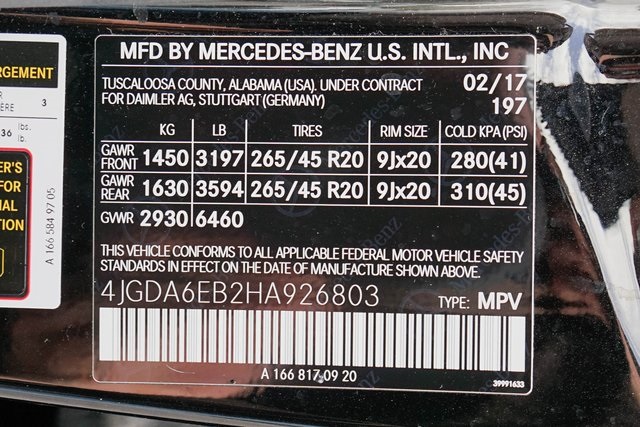 MFD BY MERCEDES-BENZ U.S. INTL., INC
TUSCALOOSA COUNTY, ALABAMA (USA). UNDER CONTRACT 02/17
FOR DAIMLER AG, STUTTGART (GERMANY) 197
KG LB TIRES RIM SIZE COLD KPA (PSI)
GAWR FRONT 1450 3197 265/45 R20 9Jx20 280(41)
GAWR REAR 1630 3594 265/45 R20 9Jx20 310(45)
GVWR 2930 6460
THIS VEHICLE CONFORMS TO ALL APPLICABLE FEDERAL MOTOR VEHICLE SAFETY
STANDARDS IN EFFECT ON THE DATE OF MANUFACTURE SHOWN ABOVE.
4JGDA6EB2HA926803 TYPE: MPV
A 166 817 09 20
39991633
3
lbs.
A 166 584 97 05
FOR